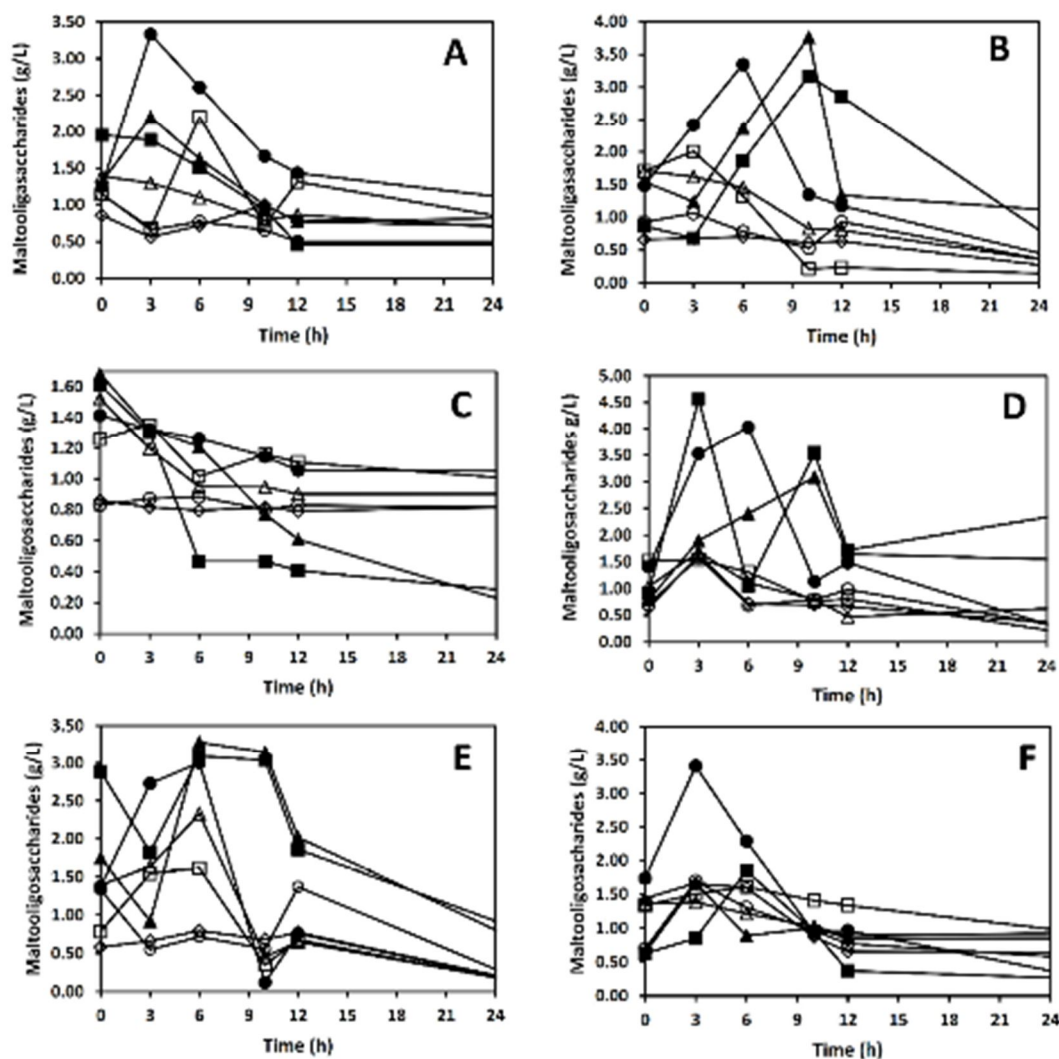 A
Maltooligasaccharides (g/L)
3.50
3.00
2.50
2.00
1.50
1.00
0.50
0.00
0 3 6 9 12 15 18 21 24
Time (h)
B
Maltooligasaccharides (g/L)
4.00
3.50
3.00
2.50
2.00
1.50
1.00
0.50
0.00
0 3 6 9 12 15 18 21 24
Time (h)
C
Maltooligosaccharides (g/L)
1.60
1.40
1.20
1.00
0.80
0.60
0.40
0.20
0.00
0 3 6 9 12 15 18 21 24
Time (h)
D
Maltooligosaccharides g/L)
5.00
4.50
4.00
3.50
3.00
2.50
2.00
1.50
1.00
0.50
0.00
0 3 6 9 12 15 18 21 24
Time (h)
E
Maltooligosaccharides (g/L)
3.50
3.00
2.50
2.00
1.50
1.00
0.50
0.00
0 3 6 9 12 15 18 21 24
Time (h)
F
Maltooligosaccharides (g/L)
4.00
3.50
3.00
2.50
2.00
1.50
1.00
0.50
0.00
0 3 6 9 12 15 18 21 24
Time (h)